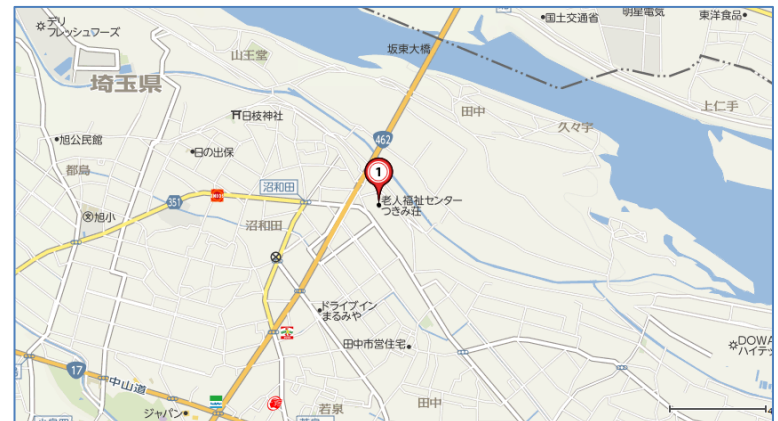 デリ
フレッシュワーズ
国土交通省
明星電気
東洋食品
坂東大橋
山王堂
埼玉県
田中
上仁手
日枝神社
久々宇
462
旭公民館
日の出保
都島
1
沼和田
351
老人福祉センター
つきみ荘
旭小
沼和田
ドライブイン
まるみや
田中市営住宅
DOWA
ハイテク
17
中山道
ジャパン
若泉
田中